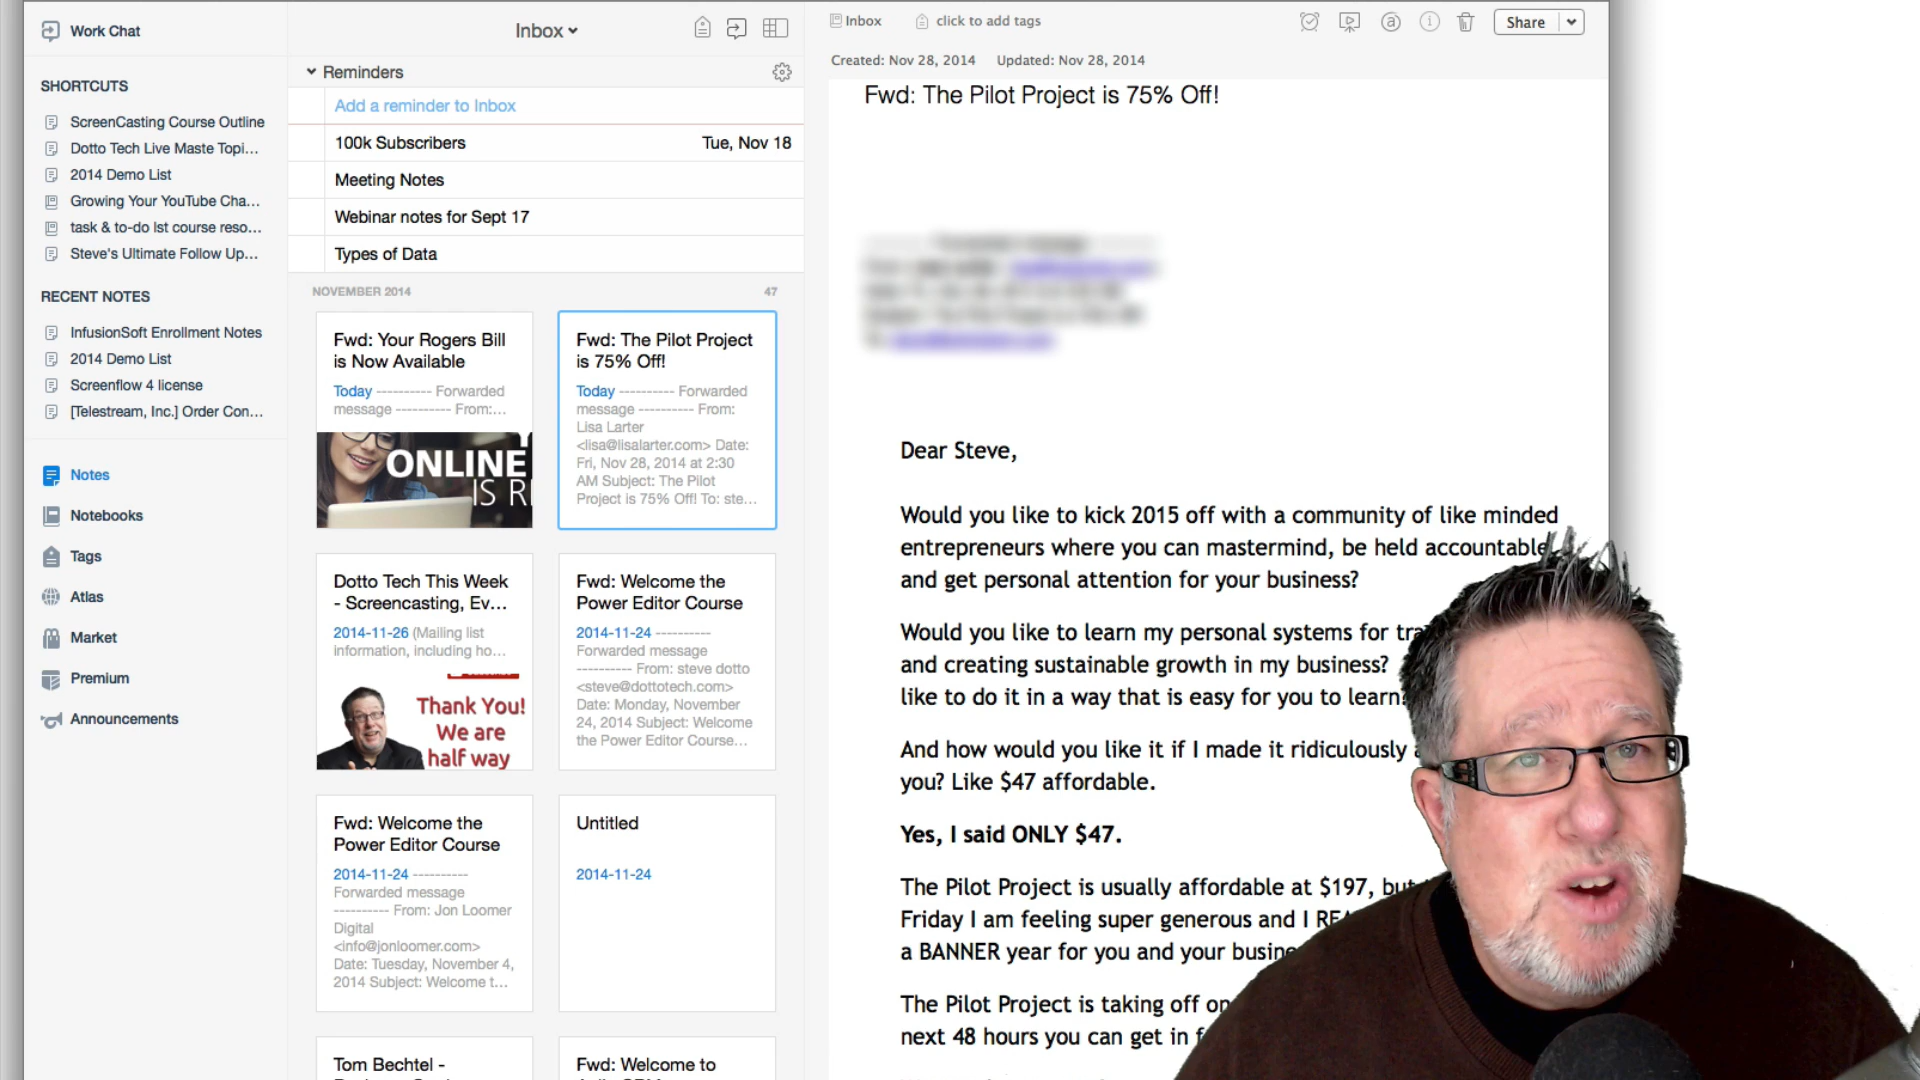 Work Chat
SHORTCUTS
ScreenCasting Course Outline
Dotto Tech Live Maste Topi...
2014 Demo List
Growing Your YouTube Cha...
task & to-do lst course reso...
Steve's Ultimate Follow Up...
RECENT NOTES
InfusionSoft Enrollment Notes
2014 Demo List
Screenflow 4 license
[Telestream, Inc.] Order Con...
Notes
Notebooks
Tags
Atlas
Market
Premium
Announcements
Inbox
Reminders
Add a reminder to Inbox
100k Subscribers Tue, Nov 18
Meeting Notes
Webinar notes for Sept 17
Types of Data
NOVEMBER 2014 47
Fwd: Your Rogers Bill
is Now Available
Today ---------- Forwarded
message ---------- From:...
ONLINE
Fwd: The Pilot Project
is 75% Off!
Today ---------- Forwarded
message ---------- From:
Lisa Larter
<lisa@lisalarter.com> Date:
Fri, Nov 28, 2014 at 2:30
AM Subject: The Pilot
Project is 75% Off! To: ste...
Dotto Tech This Week
- Screencasting, Ev...
2014-11-26 (Mailing list
information, including ho...
Thank You!
We are
half way
Fwd: Welcome the
Power Editor Course
2014-11-24 ----------
Forwarded message
---------- From: steve dotto
<steve@dottotech.com>
Date: Monday, November
24, 2014 Subject: Welcome
the Power Editor Course...
Fwd: Welcome the
Power Editor Course
2014-11-24 ----------
Forwarded message
---------- From: Jon Loomer
Digital
<info@jonloomer.com>
Date: Tuesday, November 4,
2014 Subject: Welcome t...
Untitled
2014-11-24
Tom Bechtel -
Fwd: Welcome to
Inbox click to add tags
Share
Created: Nov 28, 2014 Updated: Nov 28, 2014
Fwd: The Pilot Project is 75% Off!
Dear Steve,
Would you like to kick 2015 off with a community of like minded
entrepreneurs where you can mastermind, be held accountable
and get personal attention for your business?
Would you like to learn my personal systems for
and creating sustainable growth in my business?
like to do it in a way that is easy for you to learn?
And how would you like it if I made it ridiculously
you? Like $47 affordable.
Yes, I said ONLY $47.
The Pilot Project is usually affordable at $197,
Friday I am feeling super generous and I
a BANNER year for you and your
The Pilot Project is taking off on
next 48 hours you can get in